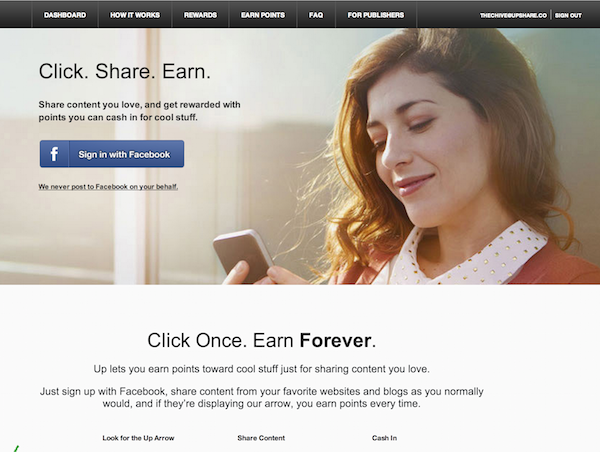 DASHBOARD HOW IT WORKS REWARDS EARN POINTS FAQ FOR PUBLISHERS THECHIVE@UPSHARE.CO SIGN OUT
Click. Share. Earn.
Share content you love, and get rewarded with
points you can cash in for cool stuff.
f Sign in with Facebook
We never post to Facebook on your behalf.
Click Once. Earn Forever.
Up lets you earn points toward cool stuff just for sharing content you love.
Just sign up with Facebook, share content from your favorite websites and blogs as you normally
would, and if they're displaying our arrow, you earn points every time.
Look for the Up Arrow Share Content Cash In